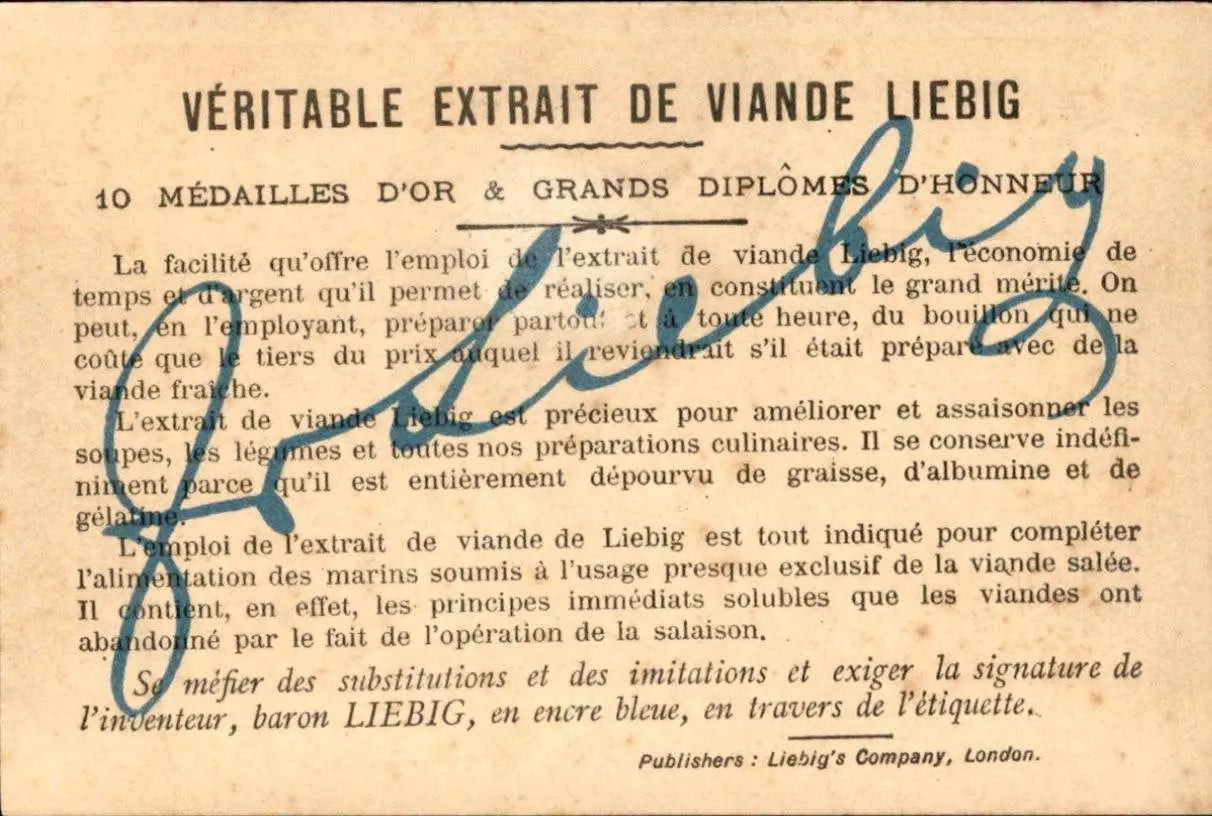 VÉRITABLE EXTRAIT DE VIANDE LIEBIG
10 MÉDAILLES D'OR & GRANDS DIPLÔMES D'HONNEUR
La facilité qu'offre l'emploi de l'extrait de viande Liebig, l'économie de
temps et d'argent qu'il permet de réaliser, en constituent le grand mérite. On
peut, en l'employant, préparer partout et à toute heure, du bouillon qui ne
coûte que le tiers du prix auquel il reviendrait s'il était préparé avec de la
viande fraîche.
L'extrait de viande Liebig est précieux pour améliorer et assaisonner les
soupes, les légumes et toutes nos préparations culinaires. Il se conserve indéfi-
niment parce qu'il est entièrement dépourvu de graisse, d'albumine et de
gélatine.
L'emploi de l'extrait de viande de Liebig est tout indiqué pour compléter
l'alimentation des marins soumis à l'usage presque exclusif de la viande salée.
Il contient, en effet, les principes immédiats solubles que les viandes ont
abandonné par le fait de l'opération de la salaison.
Se méfier des substitutions et des imitations et exiger la signature de
l'inventeur, baron LIEBIG, en encre bleue, en travers de l'étiquette.
Publishers : Liebig's Company, London.
JvLiebig